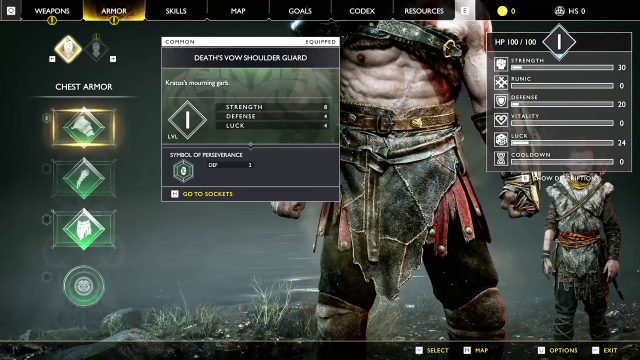 Q WEAPONS ARMOR SKILLS MAP GOALS CODEX RESOURCES E 0 HS 0
CHEST ARMOR
COMMON EQUIPPED
DEATH'S VOW SHOULDER GUARD
Kratos's mourning garb.
I
LVL
STRENGTH 8
DEFENSE 4
LUCK 4
SYMBOL OF PERSEVERANCE
DEF 2
GO TO SOCKETS
HP 100 / 100 I
STRENGTH 30
RUNIC 0
DEFENSE 20
VITALITY 0
LUCK 24
COOLDOWN 0
SHOW DESCRIPTIONS
SELECT M MAP OPTIONS EXIT